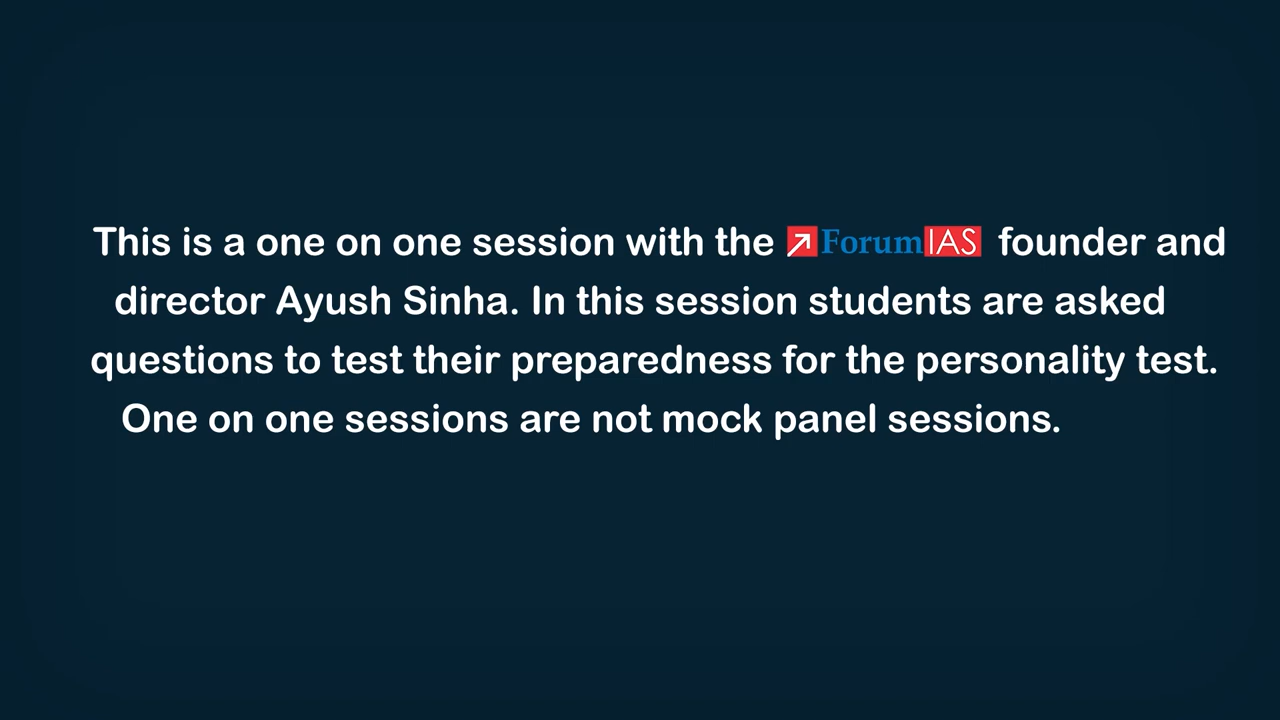 This is a one on one session with the ForumIAS founder and
director Ayush Sinha. In this session students are asked
questions to test their preparedness for the personality test.
One on one sessions are not mock panel sessions.